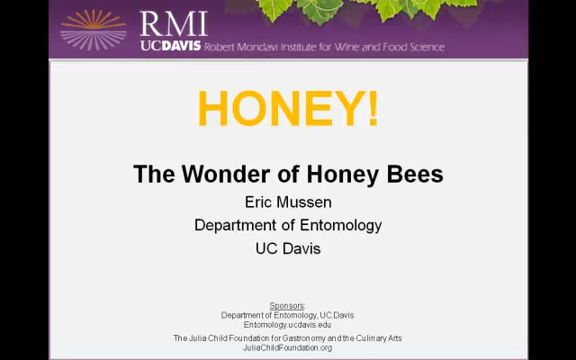 RMI
UCDAVIS Robert Mondavi Institute for Wine and Food Science
HONEY!
The Wonder of Honey Bees
Eric Mussen
Department of Entomology
UC Davis
Sponsors:
Department of Entomology, UC Davis
Entomology.ucdavis.edu
The Julia Child Foundation for Gastronomy and the Culinary Arts
JuliaChildFoundation.org